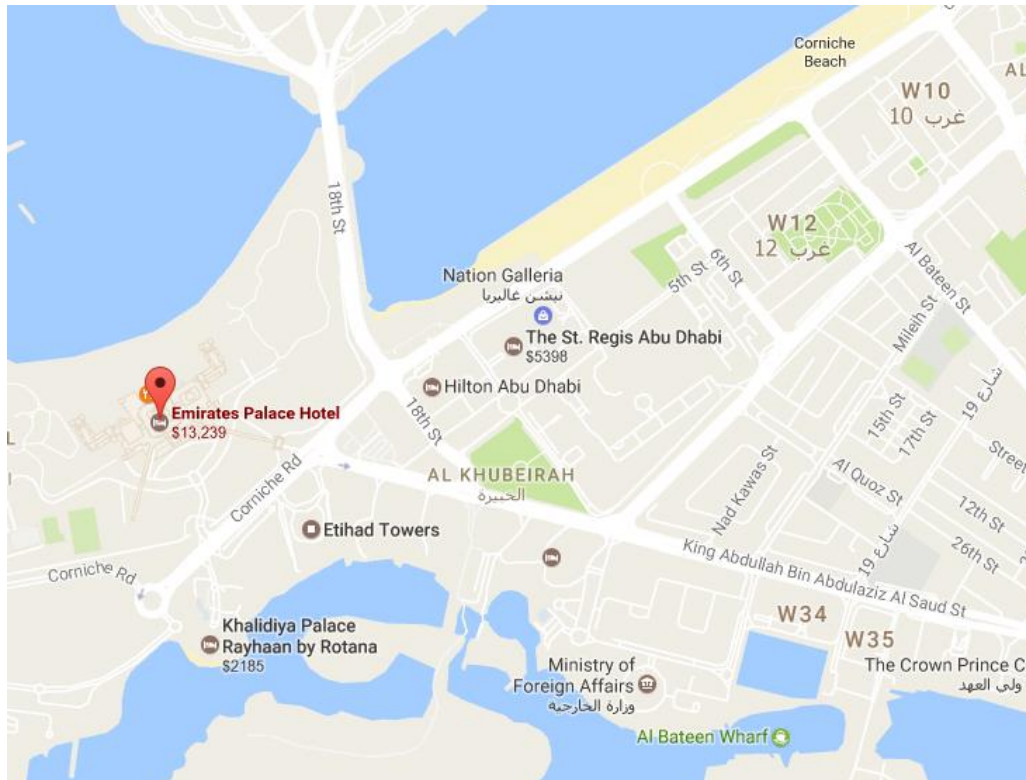 Corniche
Beach
W10
غرب 10
AL
18th St
W12
غرب 12
Nation Galleria
نيشن غاليريا
5th St
6th St
Al Bateen St
The St. Regis Abu Dhabi
$5398
Mileih St
Hilton Abu Dhabi
Emirates Palace Hotel
$13,239
18th St
15th St
17th St
شارع 19
Street
AL KHUBEIRAH
الخبيرة
Corniche Rd
Nad Kawas St
Al Quoz St
12th St
26th St
Etihad Towers
King Abdullah Bin Abdulaziz Al Saud St
شارع 19
Corniche Rd
W34
W35
Khalidiya Palace
Rayhaan by Rotana
$2185
Ministry of
Foreign Affairs
وزارة الخارجية
The Crown Prince C
ولي العهد
Al Bateen Wharf